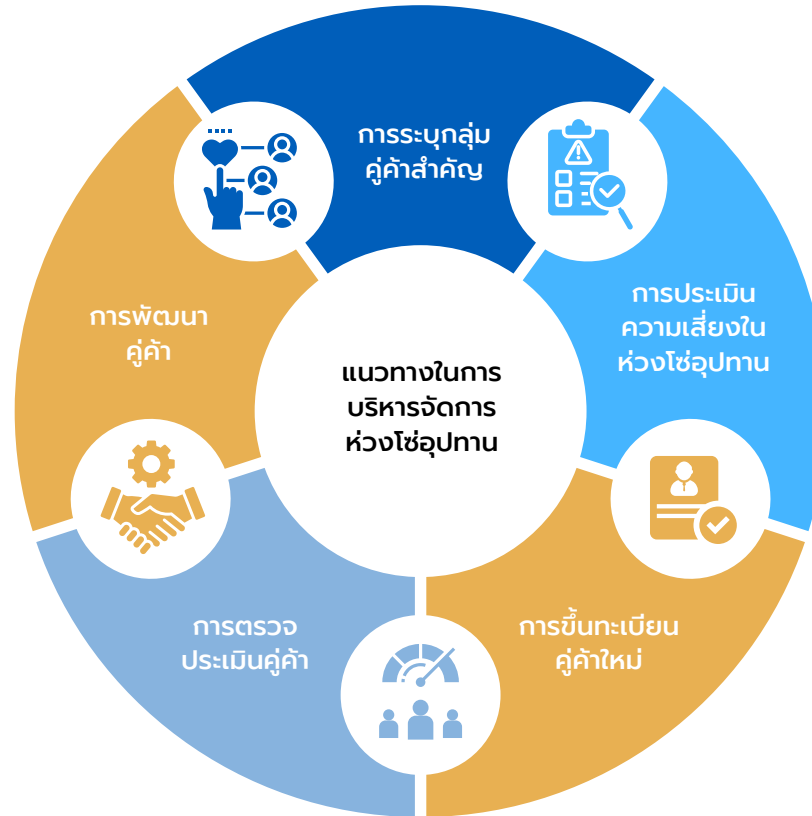 การระบุกลุ่ม
คู่ค้าสำคัญ
การประเมิน
ความเสี่ยงใน
ห่วงโซ่อุปทาน
การขึ้นทะเบียน
คู่ค้าใหม่
การตรวจ
ประเมินคู่ค้า
การพัฒนา
คู่ค้า
แนวทางในการ
บริหารจัดการ
ห่วงโซ่อุปทาน